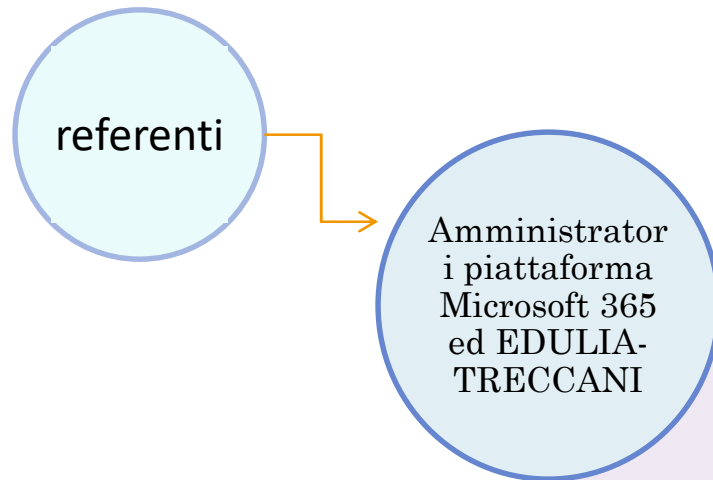 referenti
Amministrator
i piattaforma
Microsoft 365
ed EDULIA-
TRECCANI